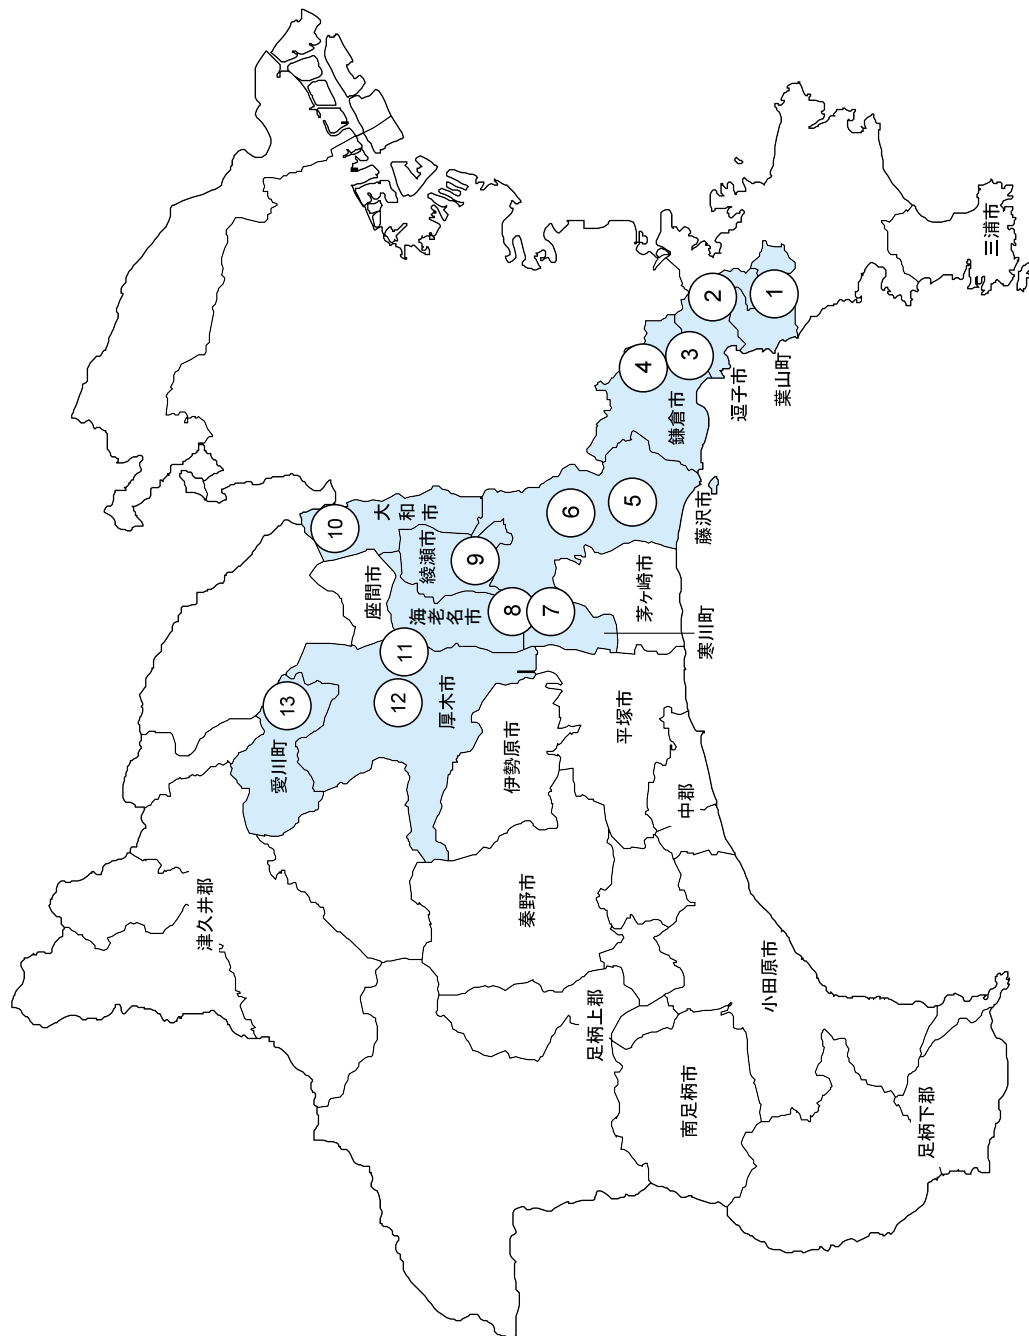 津久井郡
愛川町
13
12
11
厚木市
座間市
海老名市
綾瀬市
大和市
10
9
8
7
6
5
伊勢原市
秦野市
平塚市
中郡
茅ヶ崎市
寒川町
藤沢市
鎌倉市
4
3
2
1
逗子市
葉山町
三浦市
足柄上郡
南足柄市
小田原市
足柄下郡